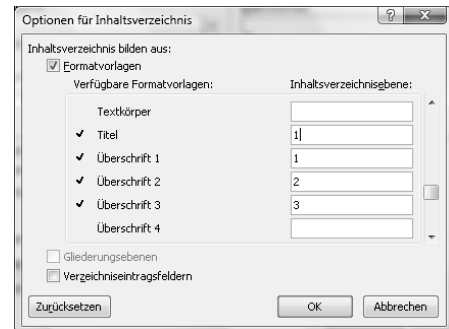 Optionen für Inhaltsverzeichnis
Inhaltsverzeichnis bilden aus:
Formatvorlagen
Verfügbare Formatvorlagen: Inhaltsverzeichnisebene:
Textkörper
Titel 1
Überschrift 1 1
Überschrift 2 2
Überschrift 3 3
Überschrift 4
Gliederungsebenen
Verzeichniseintragsfeldern
Zurücksetzen OK Abbrechen